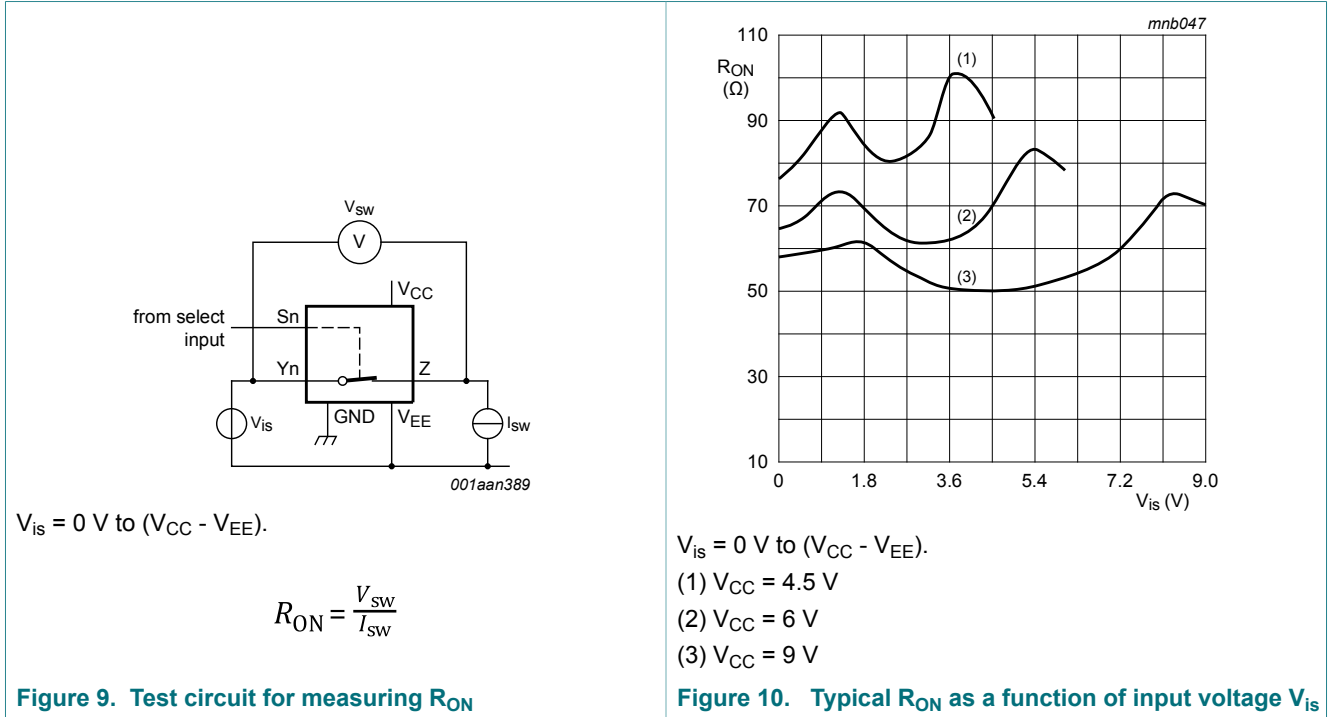 V_SW
V
V_CC
from select
input
Sn
Yn
Z
V_is
GND
V_EE
I_sw
001aan389
V_is = 0 V to (V_CC - V_EE).
R_ON = V_sw / I_sw
Figure 9. Test circuit for measuring R_ON
mnb047
110
R_ON
(Ω)
90
70
50
30
10
(1)
(2)
(3)
0 1.8 3.6 5.4 7.2 9.0
V_is (V)
V_is = 0 V to (V_CC - V_EE).
(1) V_CC = 4.5 V
(2) V_CC = 6 V
(3) V_CC = 9 V
Figure 10. Typical R_ON as a function of input voltage V_is